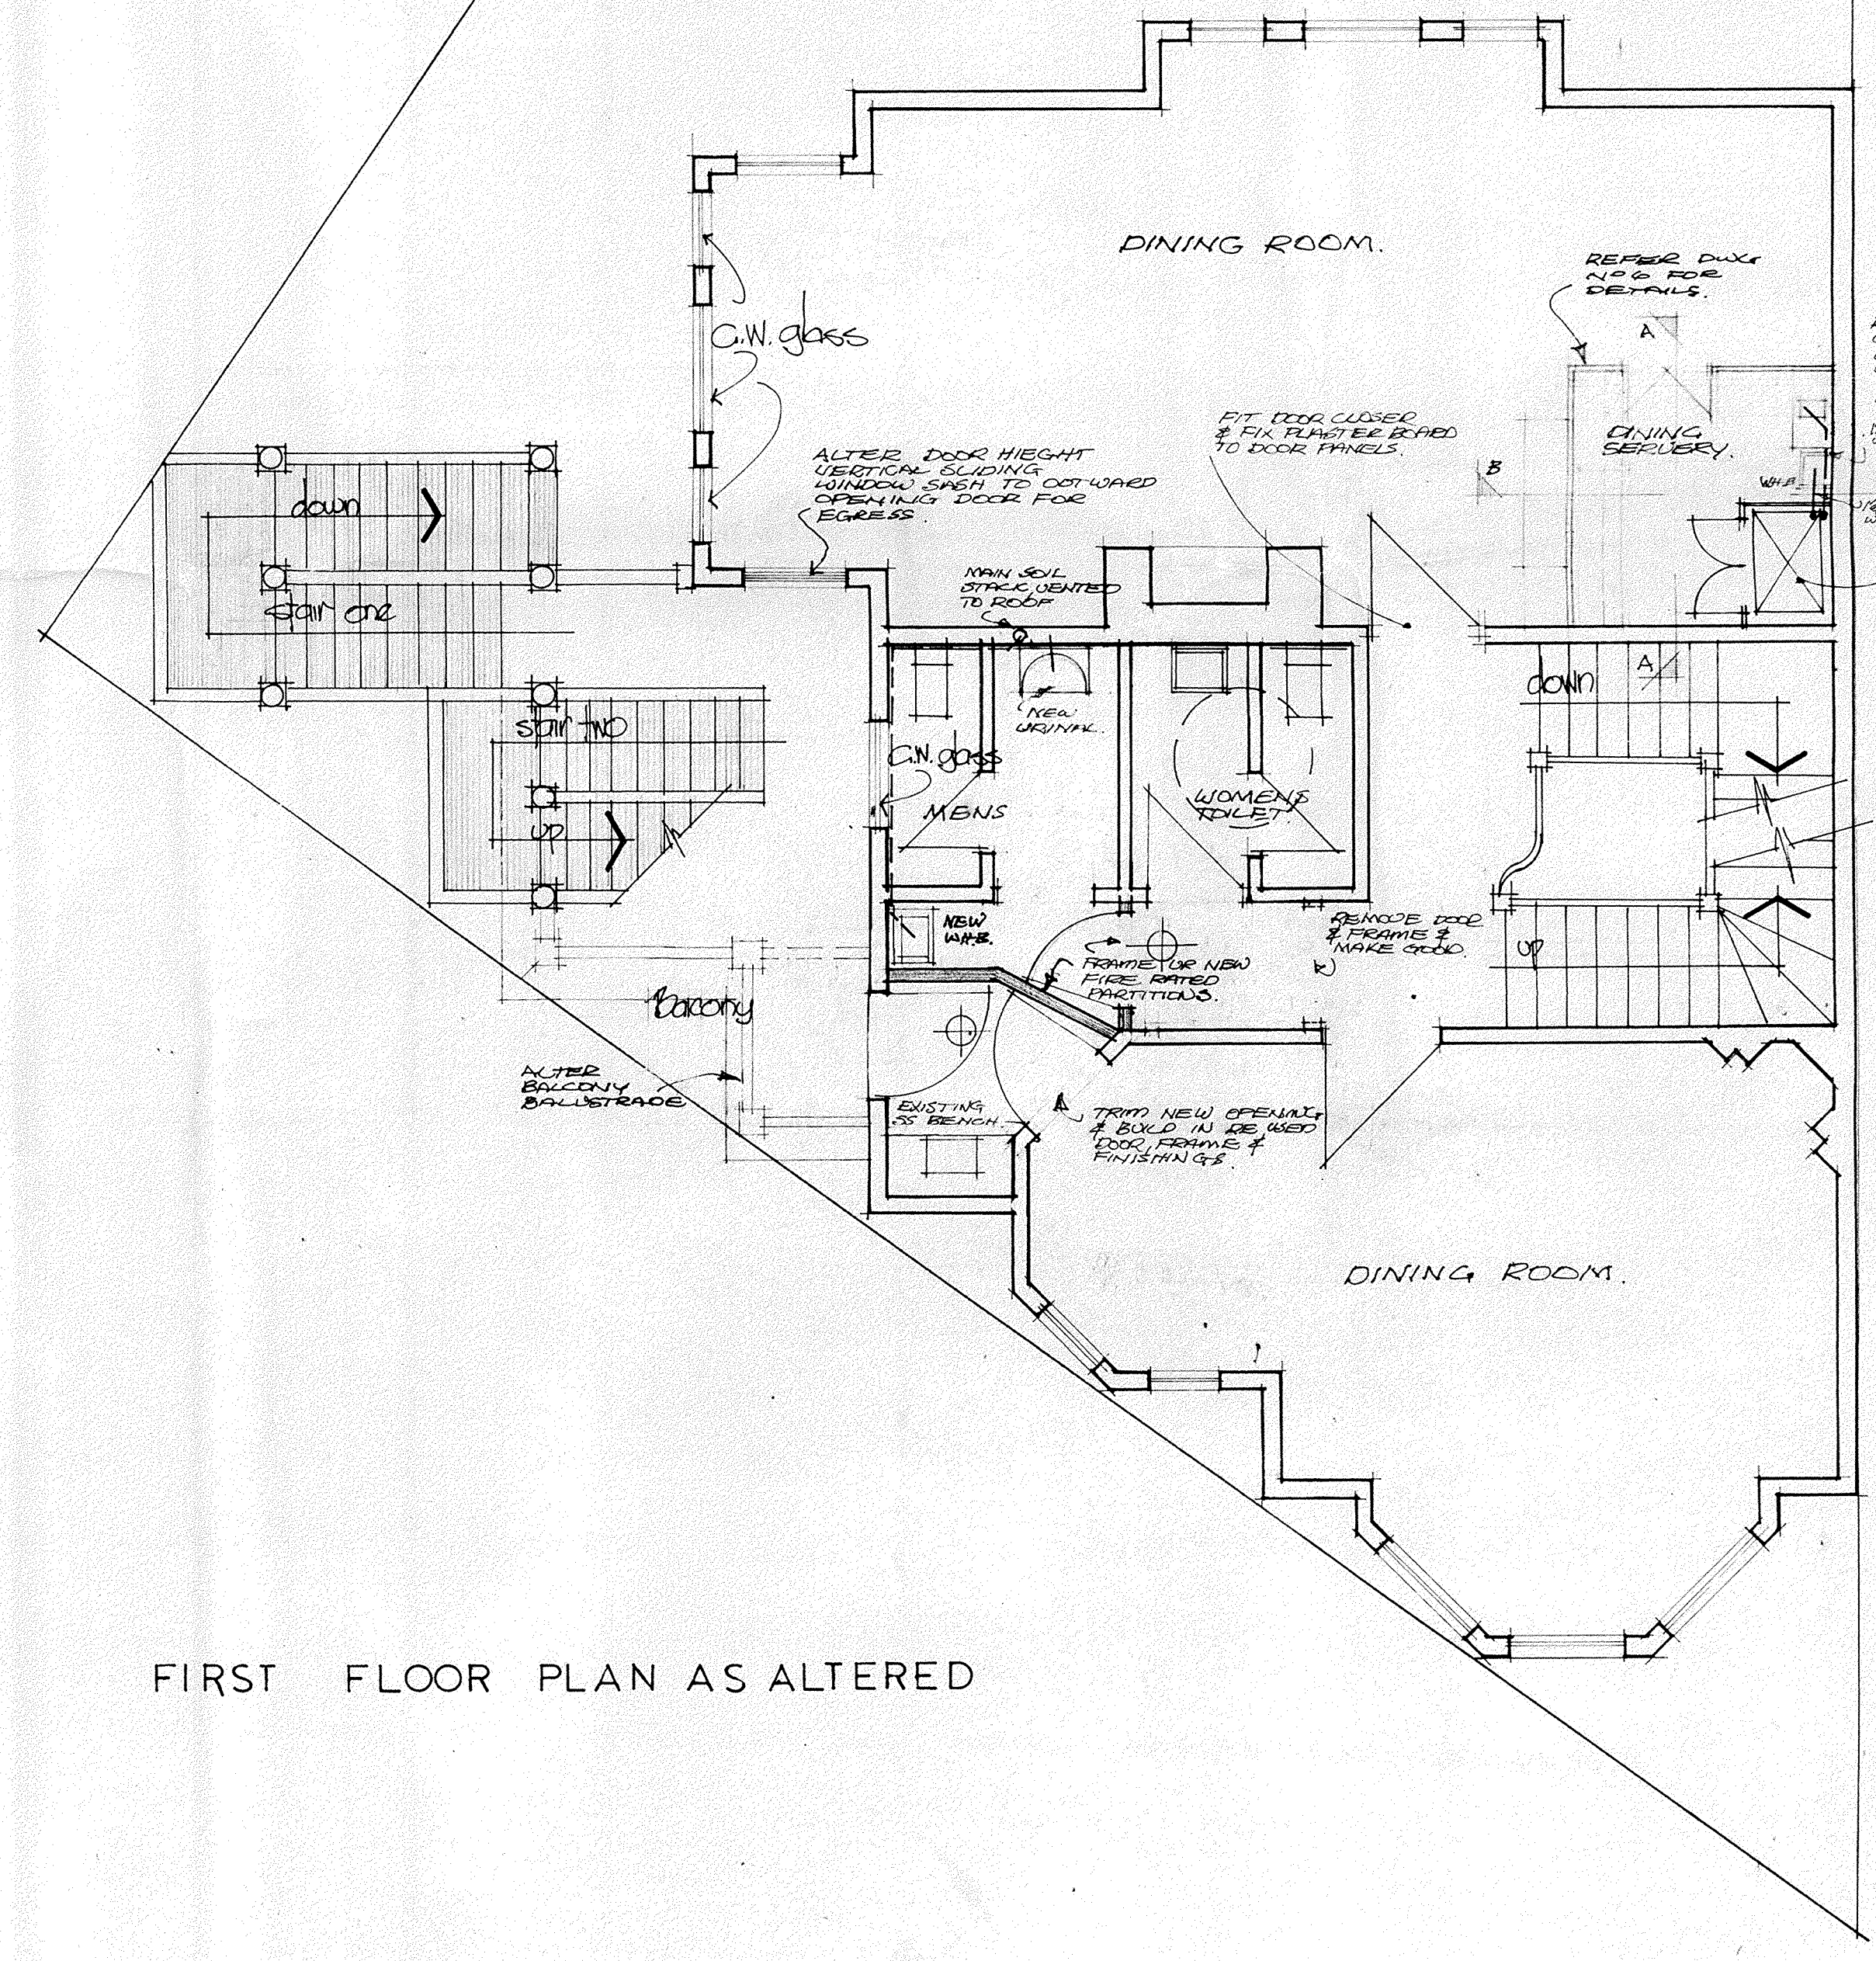 DINING ROOM.
REFER DWG
No 6 FOR
DETAILS.
A
G.W. glass
FIT DOOR CLOSER
& FIX PLASTER BOARD
TO DOOR PANELS.
DINING
SERVERY.
B
W.H.B.
ALTER DOOR HIEGHT
VERTICAL SLIDING
WINDOW SASH TO OUTWARD
OPENING DOOR FOR
EGRESS.
down
stair one
MAIN SOIL
STACK VENTED
TO ROOF
A
down
stair two
up
NEW
URINAL.
G.W. glass
MENS
WOMENS
TOILET.
NEW
W.H.B.
REMOVE DOOR
& FRAME &
MAKE GOOD.
up
FRAME UP NEW
FIRE RATED
PARTITIONS.
Balcony
ALTER
BALCONY
BALUSTRADE
EXISTING
SS BENCH.
TRIM NEW OPENING
& BUILD IN RE USED
DOOR, FRAME &
FINISHINGS.
DINING ROOM.
FIRST FLOOR PLAN AS ALTERED